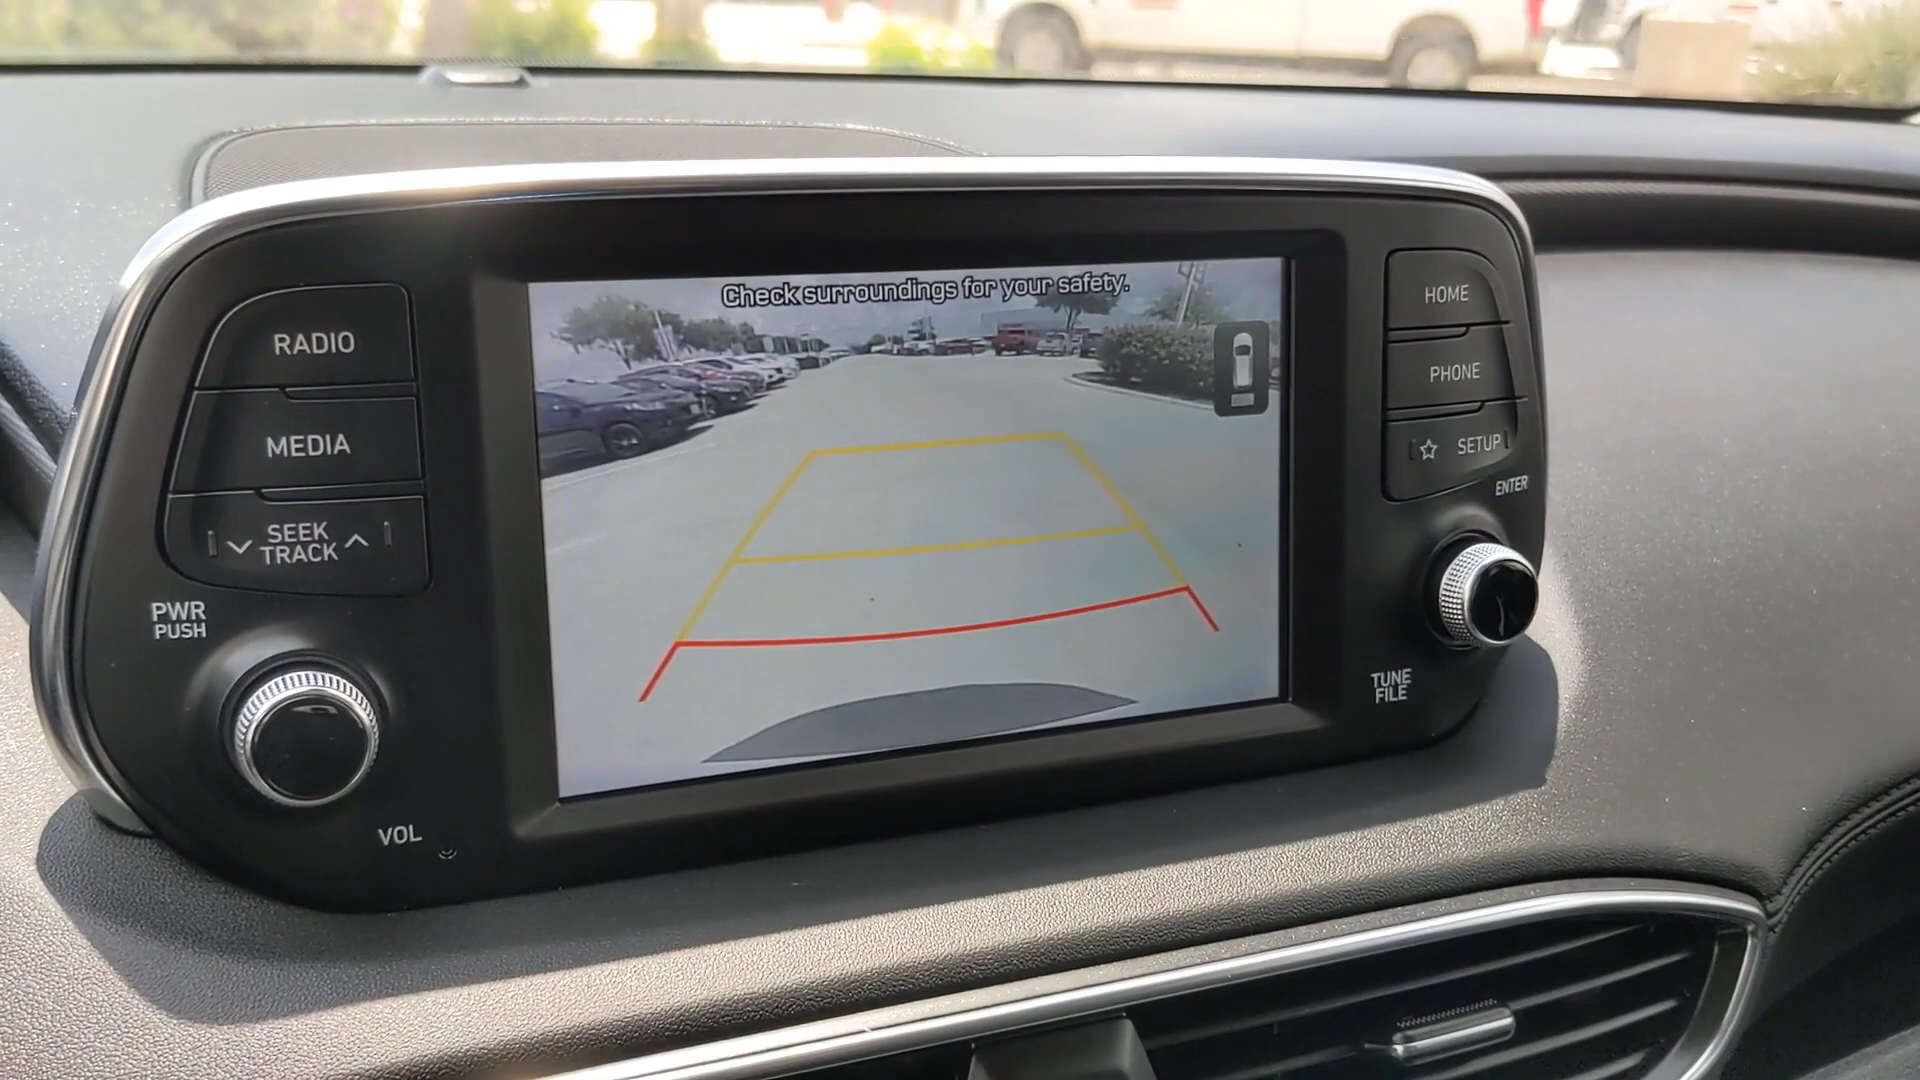 Check surroundings for your safety.
RADIO
MEDIA
SEEK
TRACK
PWR
PUSH
VOL
HOME
PHONE
SETUP
ENTER
TUNE
FILE